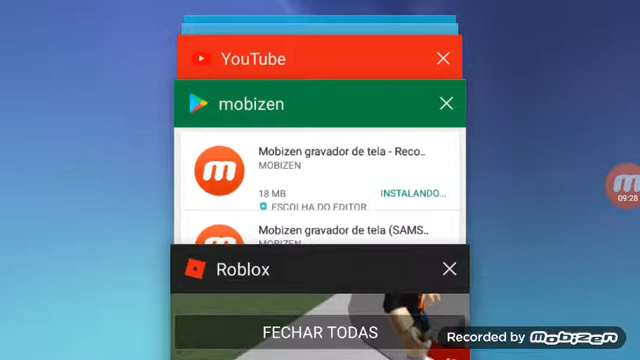 YouTube
mobizen
Mobizen gravador de tela - Reco..
MOBIZEN
18 MB
INSTALANDO...
ESCOLHA DO EDITOR
Mobizen gravador de tela (SAMS..
MOBIZEN
09:28
Roblox
FECHAR TODAS
Recorded by mobizen